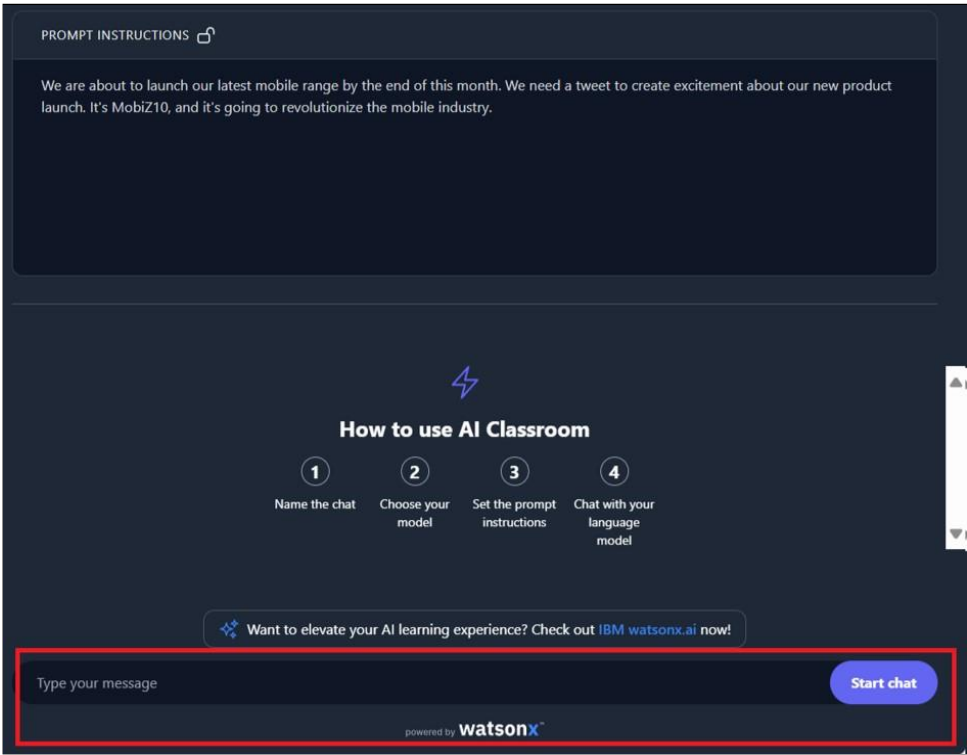 PROMPT INSTRUCTIONS
We are about to launch our latest mobile range by the end of this month. We need a tweet to create excitement about our new product
launch. It's MobiZ10, and it's going to revolutionize the mobile industry.
How to use AI Classroom
1 2 3 4
Name the chat Choose your Set the prompt Chat with your
model instructions language
model
Want to elevate your AI learning experience? Check out IBM watsonx.ai now!
Type your message Start chat
powered by watsonx™